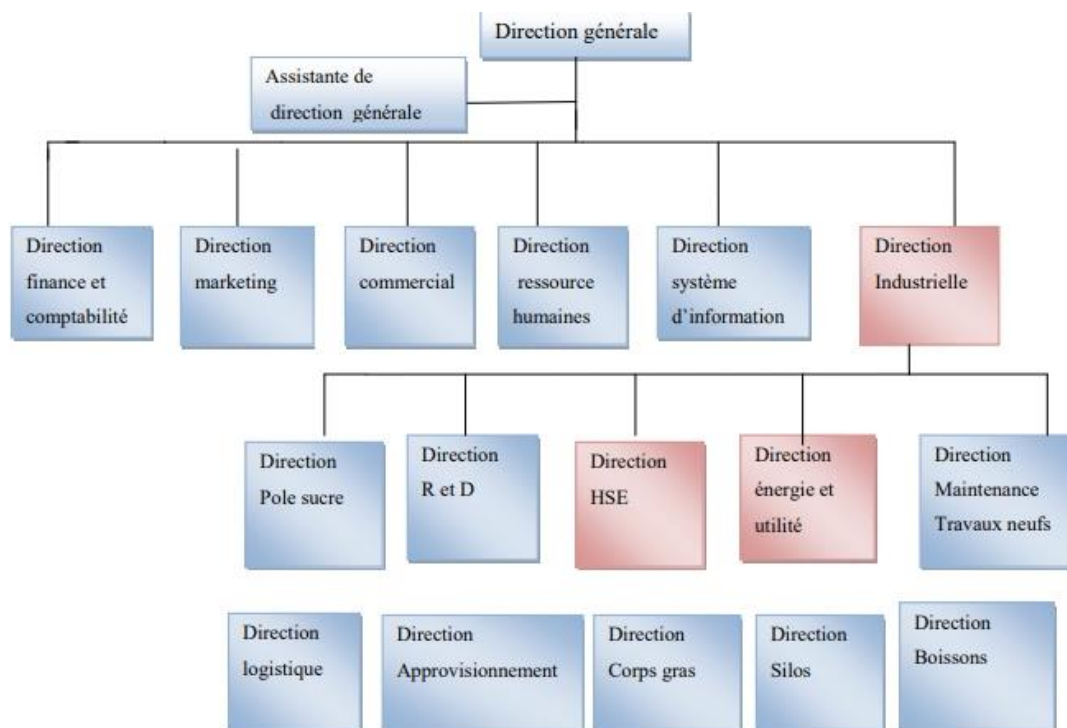 Direction générale
Assistante de
direction générale
Direction
finance et
comptabilité
Direction
marketing
Direction
commercial
Direction
ressource
humaines
Direction
système
d'information
Direction
Industrielle
Direction
Pole sucre
Direction
R et D
Direction
HSE
Direction
énergie et
utilité
Direction
Maintenance
Travaux neufs
Direction
logistique
Direction
Approvisionnement
Direction
Corps gras
Direction
Silos
Direction
Boissons